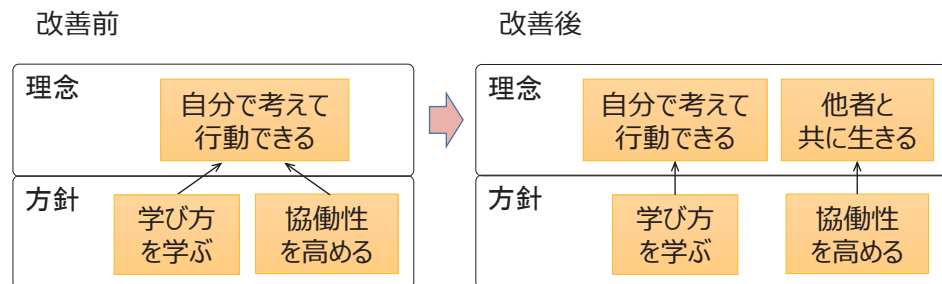 改善前
理念
自分で考えて
行動できる
方針
学び方
を学ぶ
協働性
を高める
改善後
理念
自分で考えて
行動できる
他者と
共に生きる
方針
学び方
を学ぶ
協働性
を高める